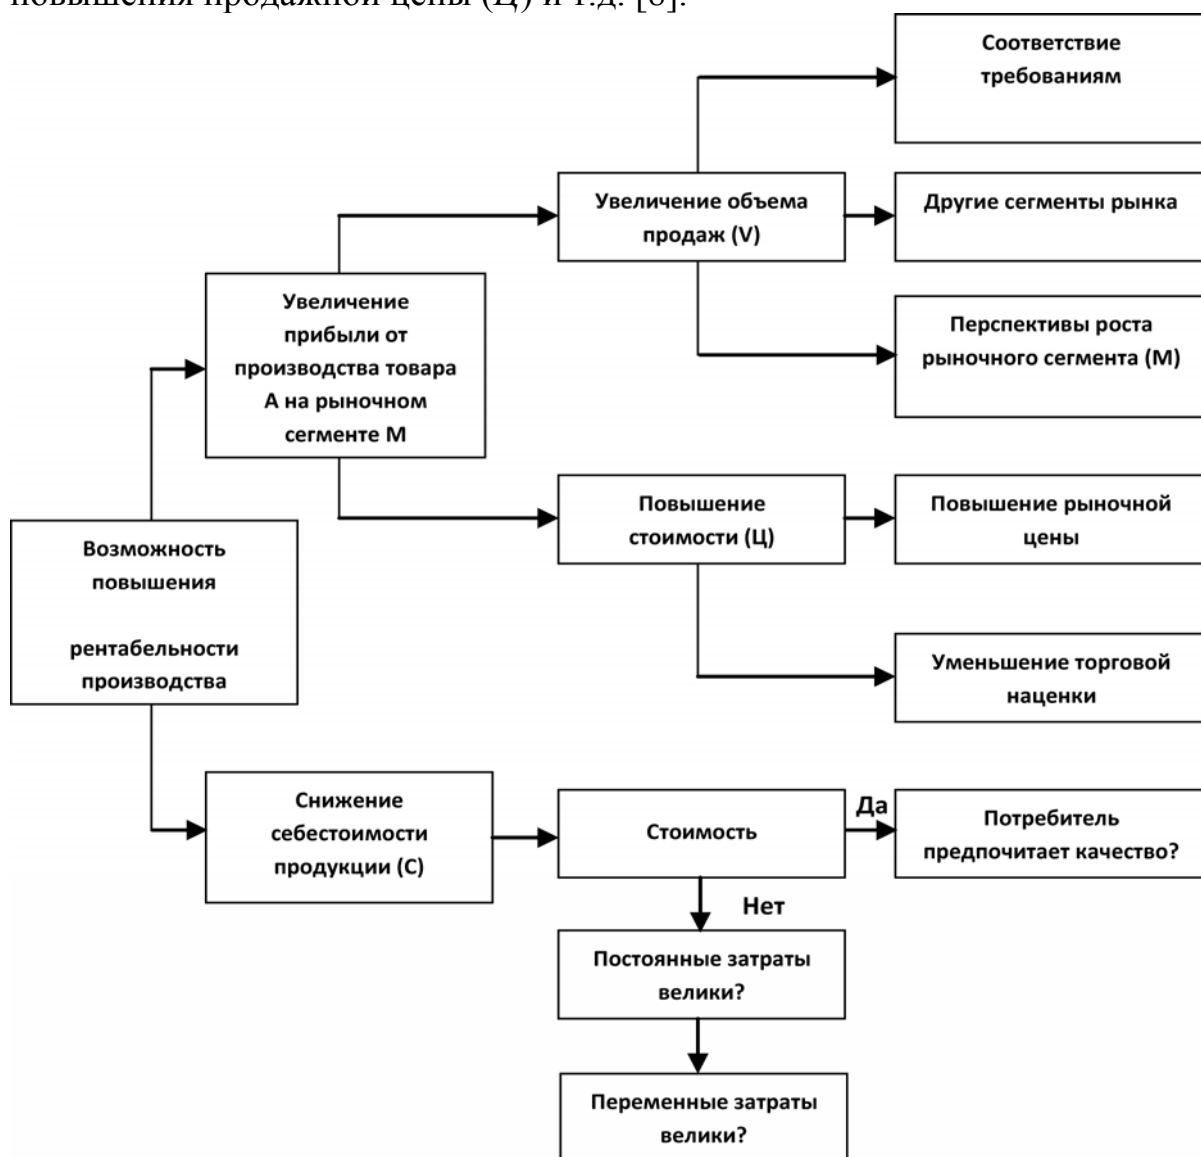 повышения продажной цены (Ц) и т.д. [8].
Соответствие
требованиям
Увеличение объема
продаж (V)
Другие сегменты рынка
Увеличение
прибыли от
производства товара
А на рыночном
сегменте М
Перспективы роста
рыночного сегмента (М)
Повышение
стоимости (Ц)
Повышение рыночной
цены
Возможность
повышения
рентабельности
производства
Уменьшение торговой
наценки
Снижение
себестоимости
продукции (С)
Стоимость
Да
Потребитель
предпочитает качество?
Нет
Постоянные затраты
велики?
Переменные затраты
велики?